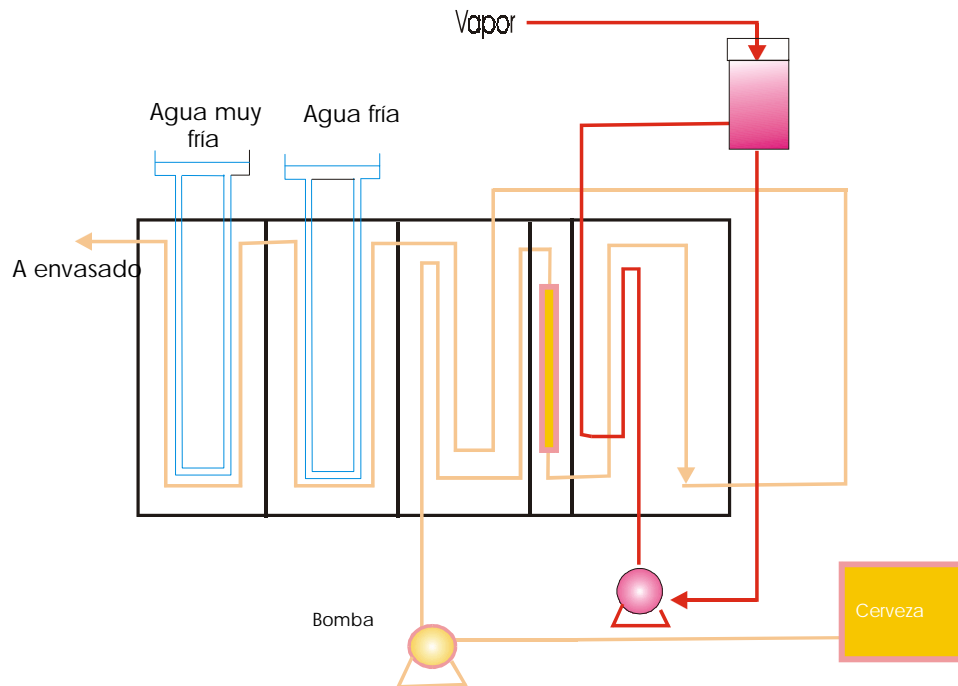 Vapor
Agua muy
fría
Agua fría
A envasado
Bomba
Cerveza